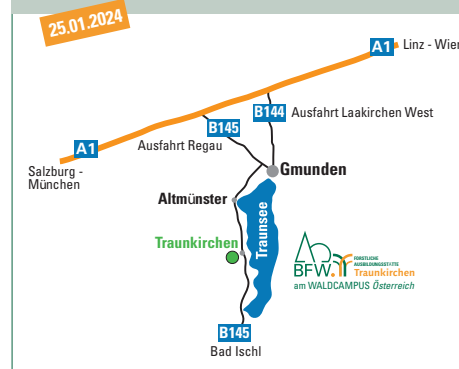 25.01.2024
A1
Linz - Wien
B144
Ausfahrt Laakirchen West
B145
Ausfahrt Regau
A1
Salzburg -
München
Gmunden
Altmünster
Traunsee
Traunkirchen
FORSTLICHE
AUSBILDUNGSSTÄTTE
BFW.
Traunkirchen
am WALDCAMPUS Österreich
B145
Bad Ischl